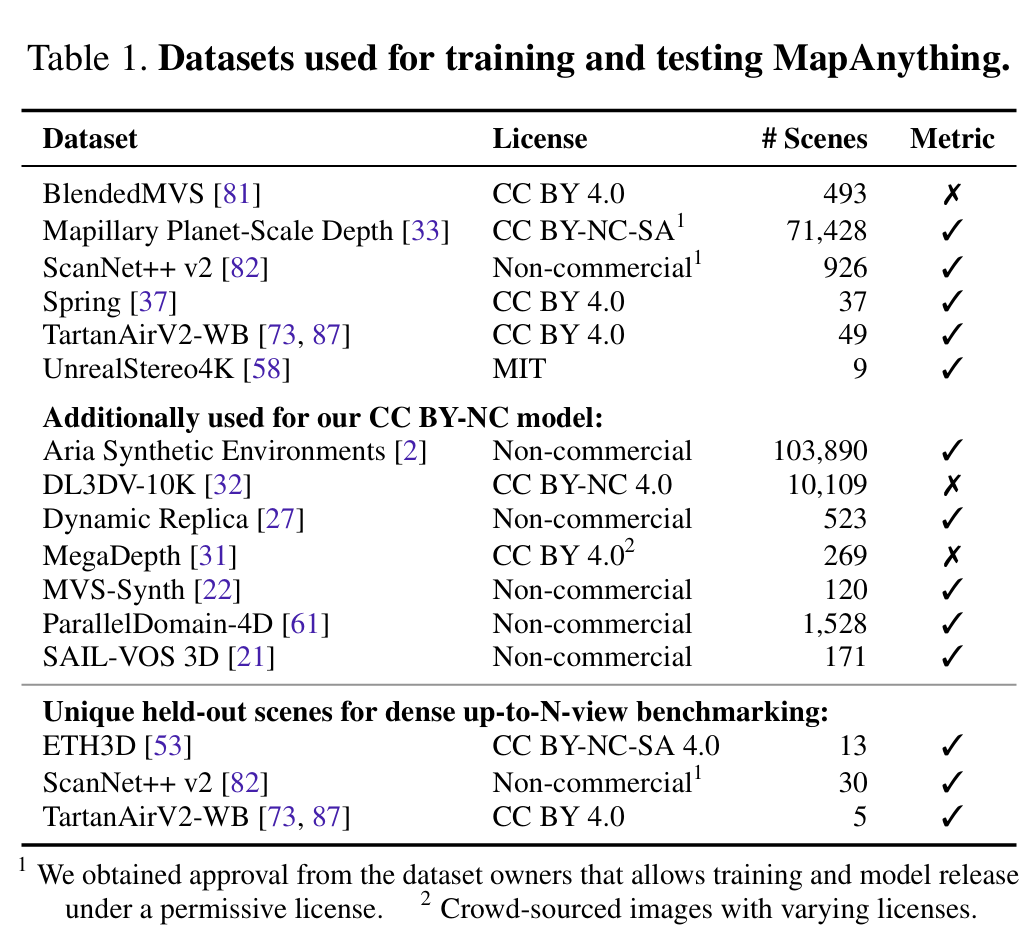 Table 1. Datasets used for training and testing MapAnything.
Dataset License # Scenes Metric
BlendedMVS [81] CC BY 4.0 493 ✗
Mapillary Planet-Scale Depth [33] CC BY-NC-SA1 71,428 ✓
ScanNet++ v2 [82] Non-commercial1 926 ✓
Spring [37] CC BY 4.0 37 ✓
TartanAirV2-WB [73, 87] CC BY 4.0 49 ✓
UnrealStereo4K [58] MIT 9 ✓
Additionally used for our CC BY-NC model:
Aria Synthetic Environments [2] Non-commercial 103,890 ✓
DL3DV-10K [32] CC BY-NC 4.0 10,109 ✗
Dynamic Replica [27] Non-commercial 523 ✓
MegaDepth [31] CC BY 4.02 269 ✗
MVS-Synth [22] Non-commercial 120 ✓
ParallelDomain-4D [61] Non-commercial 1,528 ✓
SAIL-VOS 3D [21] Non-commercial 171 ✓
Unique held-out scenes for dense up-to-N-view benchmarking:
ETH3D [53] CC BY-NC-SA 4.0 13 ✓
ScanNet++ v2 [82] Non-commercial1 30 ✓
TartanAirV2-WB [73, 87] CC BY 4.0 5 ✓
1 We obtained approval from the dataset owners that allows training and model release
under a permissive license. 2 Crowd-sourced images with varying licenses.